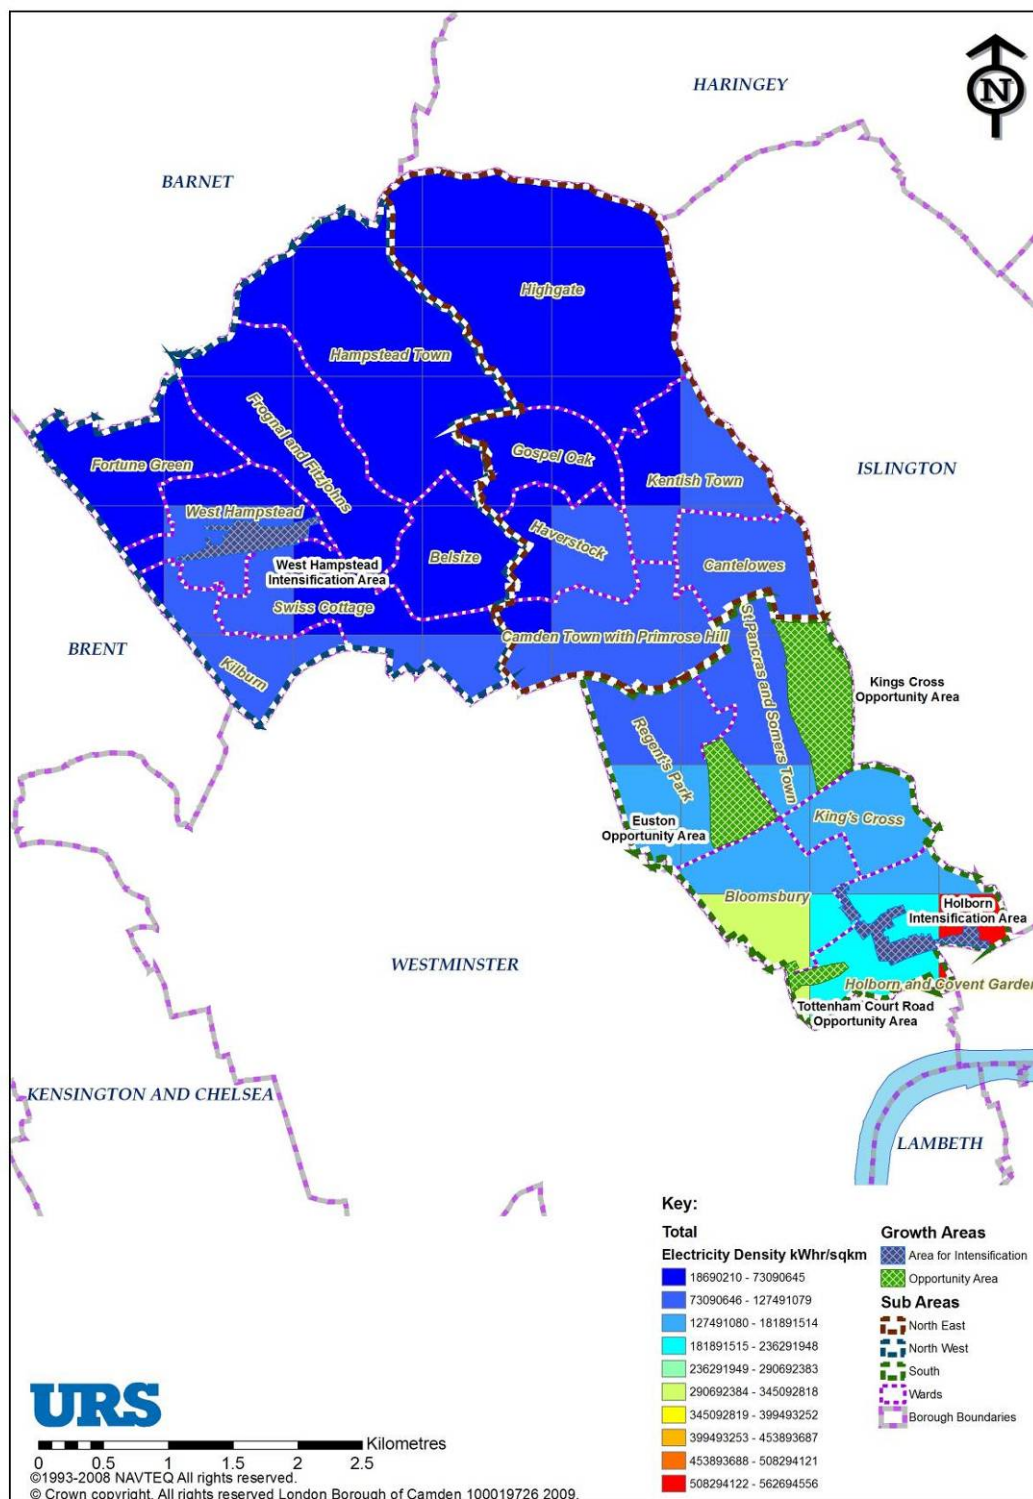 HARINGEY
N
BARNET
Highgate
Hampstead Town
Frognal and Fitzjohns
Gospel Oak
Fortune Green
Kentish Town
ISLINGTON
West Hampstead
Haverstock
Belsize
West Hampstead
Intensification Area
Cantelowes
Swiss Cottage
St Pancras and Somers Town
Camden Town with Primrose Hill
BRENT
Kilburn
Kings Cross
Opportunity Area
Regent's Park
King's Cross
Euston
Opportunity Area
Bloomsbury
Holborn
Intensification Area
WESTMINSTER
Holborn and Covent Garden
Tottenham Court Road
Opportunity Area
KENSINGTON AND CHELSEA
LAMBETH
Key:
Total
Electricity Density kWhr/sqkm
18690210 - 73090645
73090646 - 127491079
127491080 - 181891514
181891515 - 236291948
236291949 - 290692383
290692384 - 345092818
345092819 - 399493252
399493253 - 453893687
453893688 - 508294121
508294122 - 562694556
Growth Areas
Area for Intensification
Opportunity Area
Sub Areas
North East
North West
South
Wards
Borough Boundaries
URS
Kilometres
0 0.5 1 1.5 2 2.5
©1993-2008 NAVTEQ All rights reserved.
© Crown copyright. All rights reserved London Borough of Camden 100019726 2009.